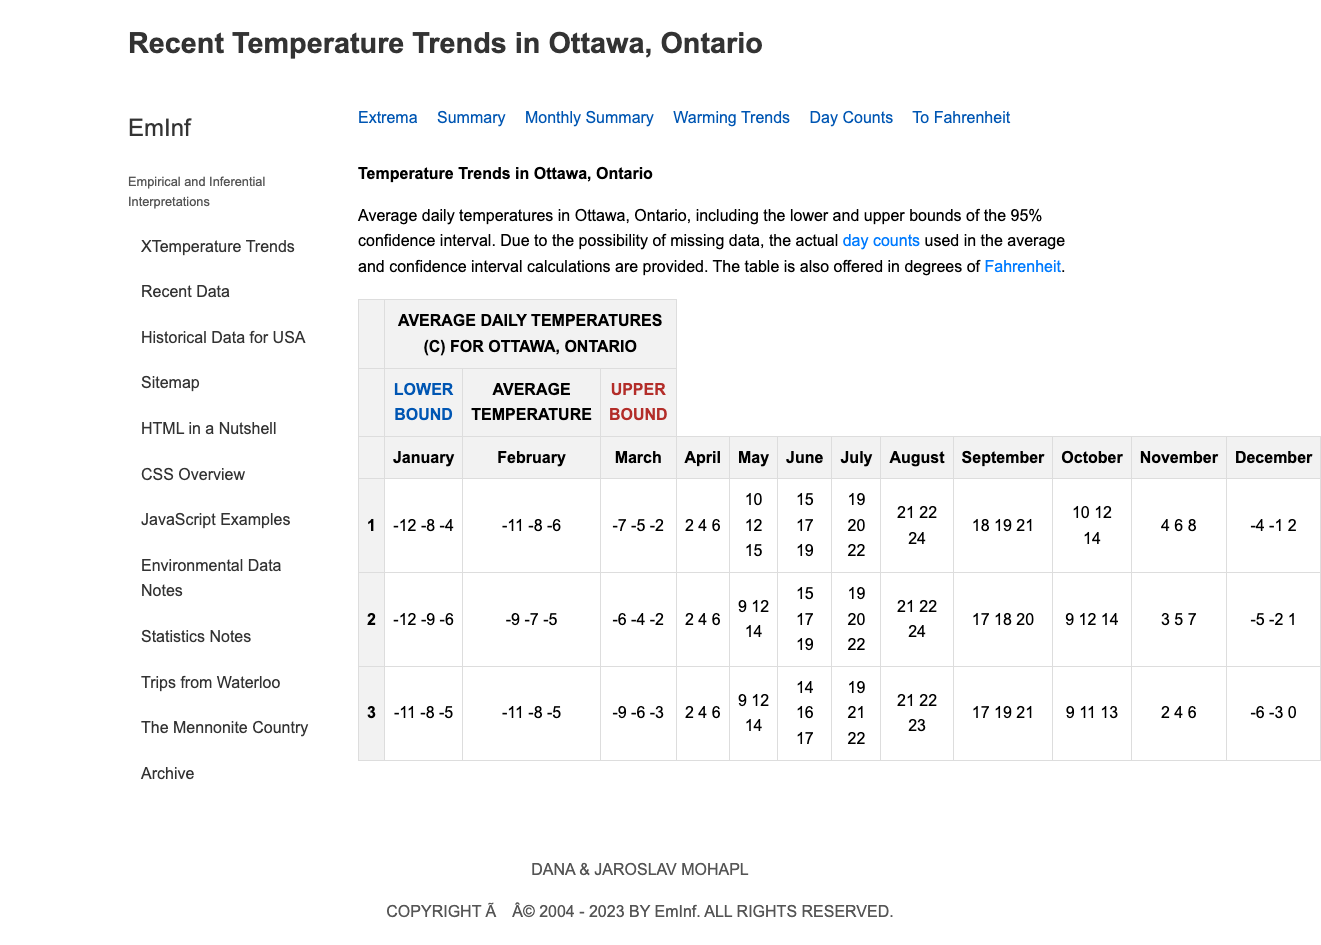 Recent Temperature Trends in Ottawa, Ontario
EmInf
Empirical and Inferential
Interpretations
XTemperature Trends
Recent Data
Historical Data for USA
Sitemap
HTML in a Nutshell
CSS Overview
JavaScript Examples
Environmental Data
Notes
Statistics Notes
Trips from Waterloo
The Mennonite Country
Archive
Extrema Summary Monthly Summary Warming Trends Day Counts To Fahrenheit
Temperature Trends in Ottawa, Ontario
Average daily temperatures in Ottawa, Ontario, including the lower and upper bounds of the 95%
confidence interval. Due to the possibility of missing data, the actual day counts used in the average
and confidence interval calculations are provided. The table is also offered in degrees of Fahrenheit.
AVERAGE DAILY TEMPERATURES
(C) FOR OTTAWA, ONTARIO
LOWER BOUND AVERAGE TEMPERATURE UPPER BOUND
January February March April May June July August September October November December
1 -12 -8 -4 -11 -8 -6 -7 -5 -2 2 4 6 10 12 15 15 17 19 19 20 22 21 22 24 18 19 21 10 12 14 4 6 8 -4 -1 2
2 -12 -9 -6 -9 -7 -5 -6 -4 -2 2 4 6 9 12 14 15 17 19 19 20 22 21 22 24 17 18 20 9 12 14 3 5 7 -5 -2 1
3 -11 -8 -5 -11 -8 -5 -9 -6 -3 2 4 6 9 12 14 14 16 17 19 21 22 21 22 23 17 19 21 9 11 13 2 4 6 -6 -3 0
DANA & JAROSLAV MOHAPL
COPYRIGHT Ã Â© 2004 - 2023 BY EmInf. ALL RIGHTS RESERVED.